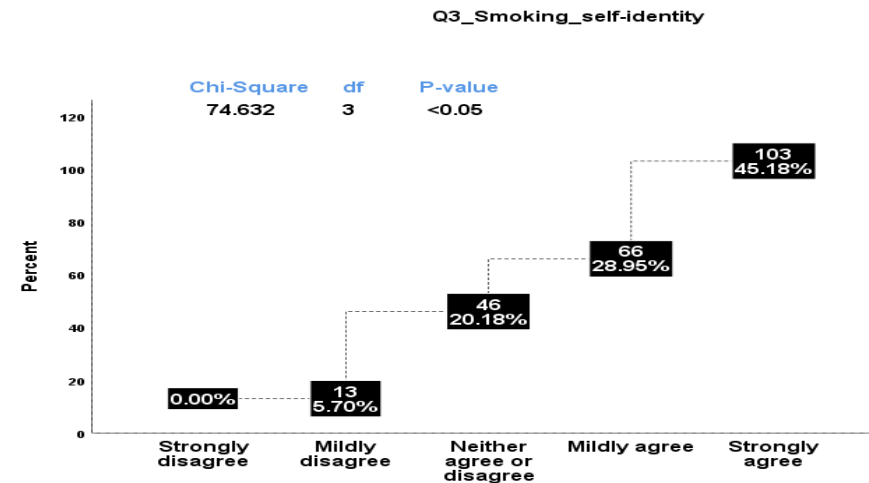 Q3_Smoking_self-identity
Chi-Square df P-value
74.632 3 <0.05
120
100
80
60
40
20
0
Percent
103
45.18%
66
28.95%
46
20.18%
13
5.70%
0.00%
Strongly disagree
Mildly disagree
Neither agree or disagree
Mildly agree
Strongly agree